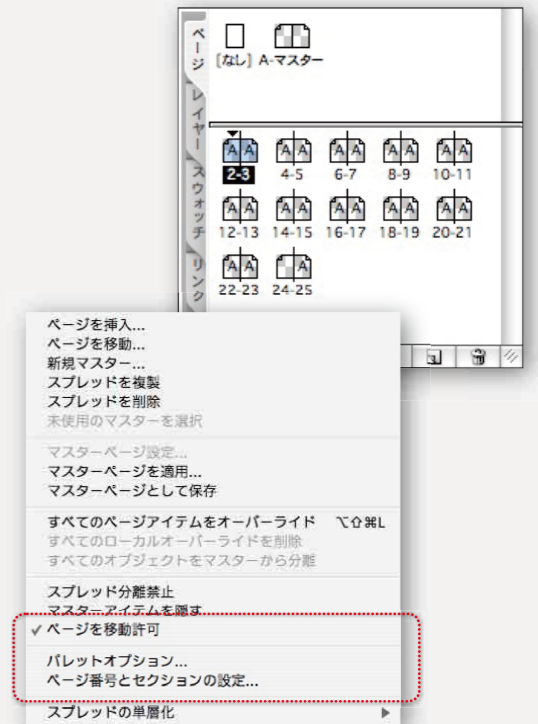 ページ
レイヤー
スウォッチ
リンク
[なし] A-マスター
A A A A A A A A A A
2-3 4-5 6-7 8-9 10-11
A A A A A A A A A A
12-13 14-15 16-17 18-19 20-21
A A A
22-23 24-25
ページを挿入...
ページを移動...
新規マスター...
スプレッドを複製
スプレッドを削除
未使用のマスターを選択
マスターページ設定...
マスターページを適用...
マスターページとして保存
すべてのページアイテムをオーバーライド ⌥⇧⌘L
すべてのローカルオーバーライドを削除
すべてのオブジェクトをマスターから分離
スプレッド分離禁止
マスターアイテムを隠す
✓ ページを移動許可
パレットオプション...
ページ番号とセクションの設定...
スプレッドの単層化 ▶